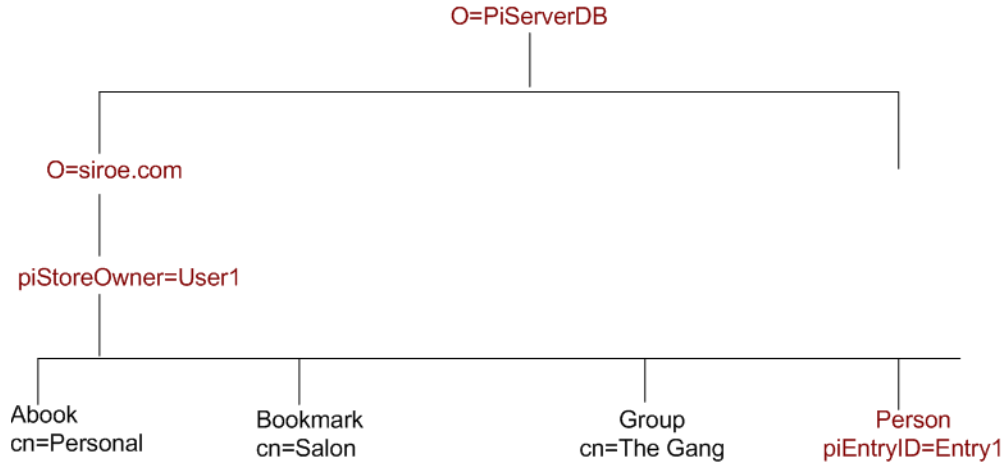 O=PiServerDB
O=siroe.com
piStoreOwner=User1
Abook
cn=Personal
Bookmark
cn=Salon
Group
cn=The Gang
Person
piEntryID=Entry1